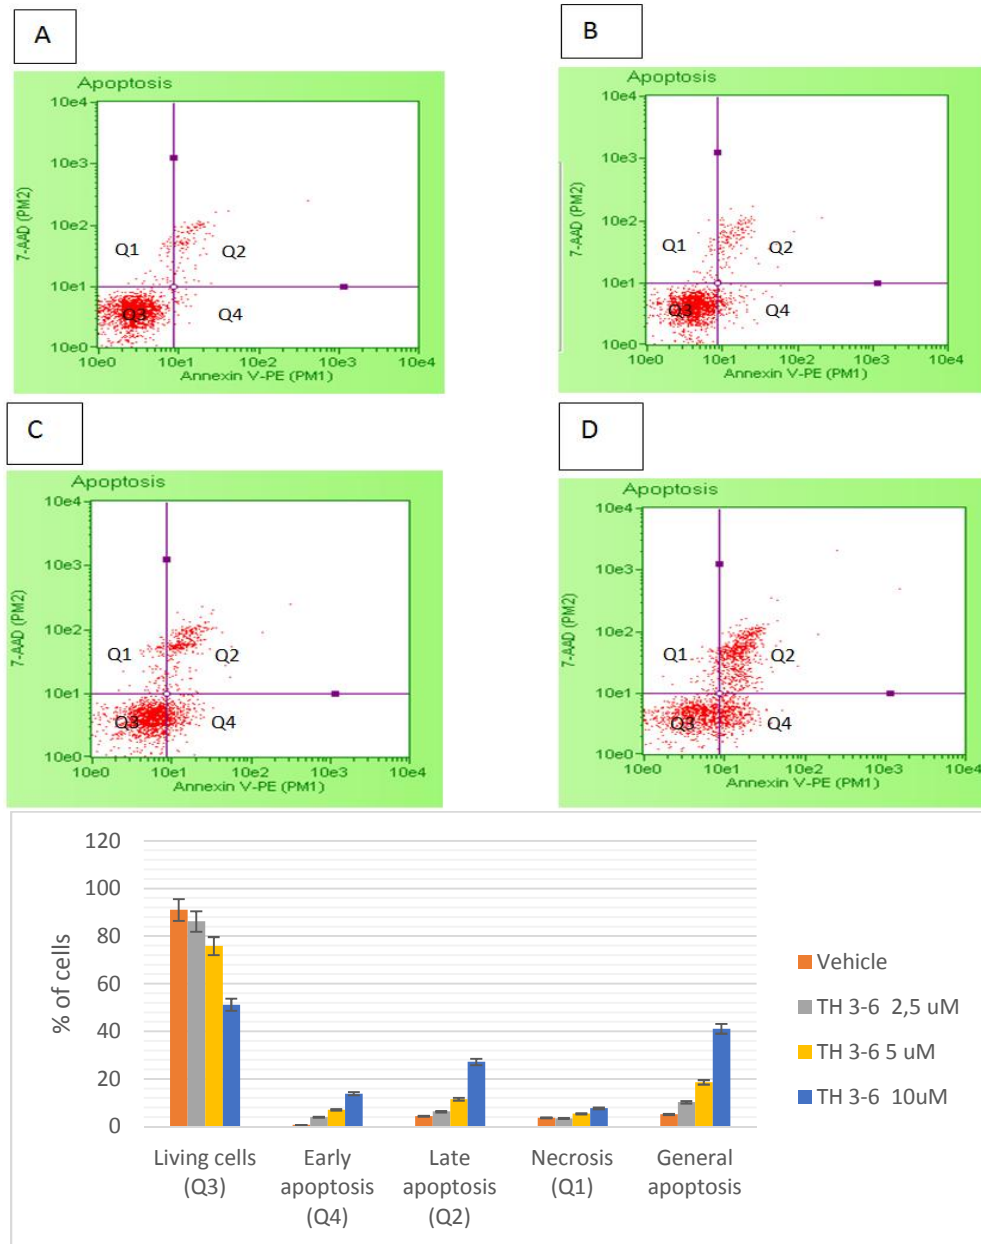 A
Apoptosis
10e4
10e3
10e2
10e1
10e0
7-AAD (PM2)
Q1
Q2
Q3
Q4
10e0 10e1 10e2 10e3 10e4
Annexin V-PE (PM1)
B
Apoptosis
10e4
10e3
10e2
10e1
10e0
7-AAD (PM2)
Q1
Q2
Q3
Q4
10e0 10e1 10e2 10e3 10e4
Annexin V-PE (PM1)
C
Apoptosis
10e4
10e3
10e2
10e1
10e0
7-AAD (PM2)
Q1
Q2
Q3
Q4
10e0 10e1 10e2 10e3 10e4
Annexin V-PE (PM1)
D
Apoptosis
10e4
10e3
10e2
10e1
10e0
7-AAD (PM2)
Q1
Q2
Q3
Q4
10e0 10e1 10e2 10e3 10e4
Annexin V-PE (PM1)
120
100
80
60
40
20
0
% of cells
Living cells
(Q3)
Early
apoptosis
(Q4)
Late
apoptosis
(Q2)
Necrosis
(Q1)
General
apoptosis
Vehicle
TH 3-6 2,5 uM
TH 3-6 5 uM
TH 3-6 10uM